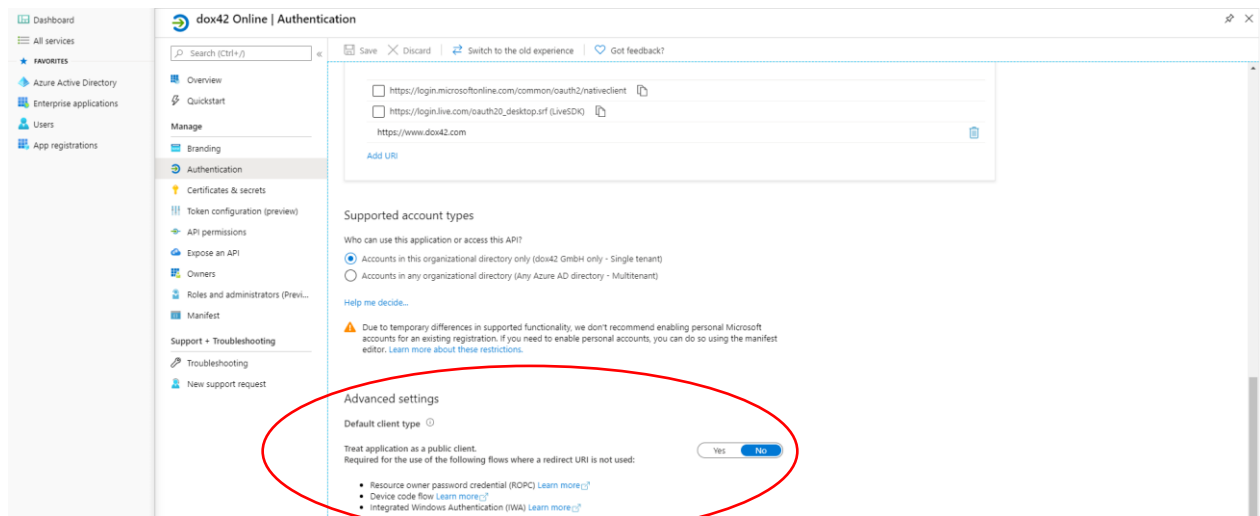 Dashboard
All services
FAVORITES
Azure Active Directory
Enterprise applications
Users
App registrations
dox42 Online | Authentication
Search (Ctrl+/)
Overview
Quickstart
Manage
Branding
Authentication
Certificates & secrets
Token configuration (preview)
API permissions
Expose an API
Owners
Roles and administrators (Previ...
Manifest
Support + Troubleshooting
Troubleshooting
New support request
Save Discard Switch to the old experience Got feedback?
https://login.microsoftonline.com/common/oauth2/nativeclient
https://login.live.com/oauth20_desktop.srf (LiveSDK)
https://www.dox42.com
Add URI
Supported account types
Who can use this application or access this API?
Accounts in this organizational directory only (dox42 GmbH only - Single tenant)
Accounts in any organizational directory (Any Azure AD directory - Multitenant)
Help me decide...
Due to temporary differences in supported functionality, we don't recommend enabling personal Microsoft
accounts for an existing registration. If you need to enable personal accounts, you can do so using the manifest
editor. Learn more about these restrictions.
Advanced settings
Default client type
Treat application as a public client.
Required for the use of the following flows where a redirect URI is not used:
Yes No
Resource owner password credential (ROPC) Learn more
Device code flow Learn more
Integrated Windows Authentication (IWA) Learn more